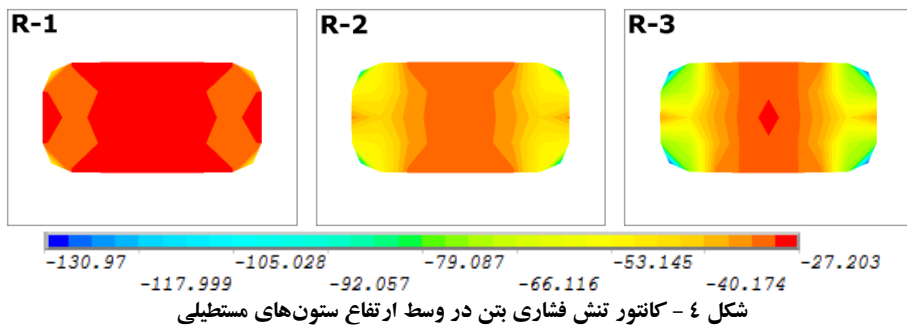 R-1 R-2 R-3
-130.97 -105.028 -79.087 -53.145 -27.203
-117.999 -92.057 -66.116 -40.174
شکل ٤ - کانتور تنش فشاری بتن در وسط ارتفاع ستون‌های مستطیلی